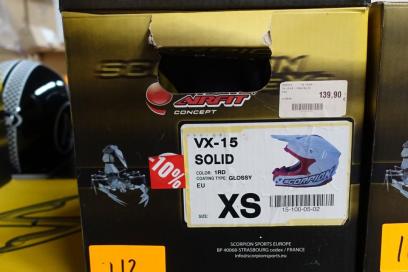 SCORPION
139,90 €
AIRFIT
CONCEPT
VX-15
SOLID
COLOR: 1RD
COATING TYPE: GLOSSY
EU
SIZE:
XS
SCORPION
15-100-05-02
-10%
SCORPION SPORTS EUROPE
BP 40066-STRASBOURG cedex / FRANCE
info@scorpionsports.eu